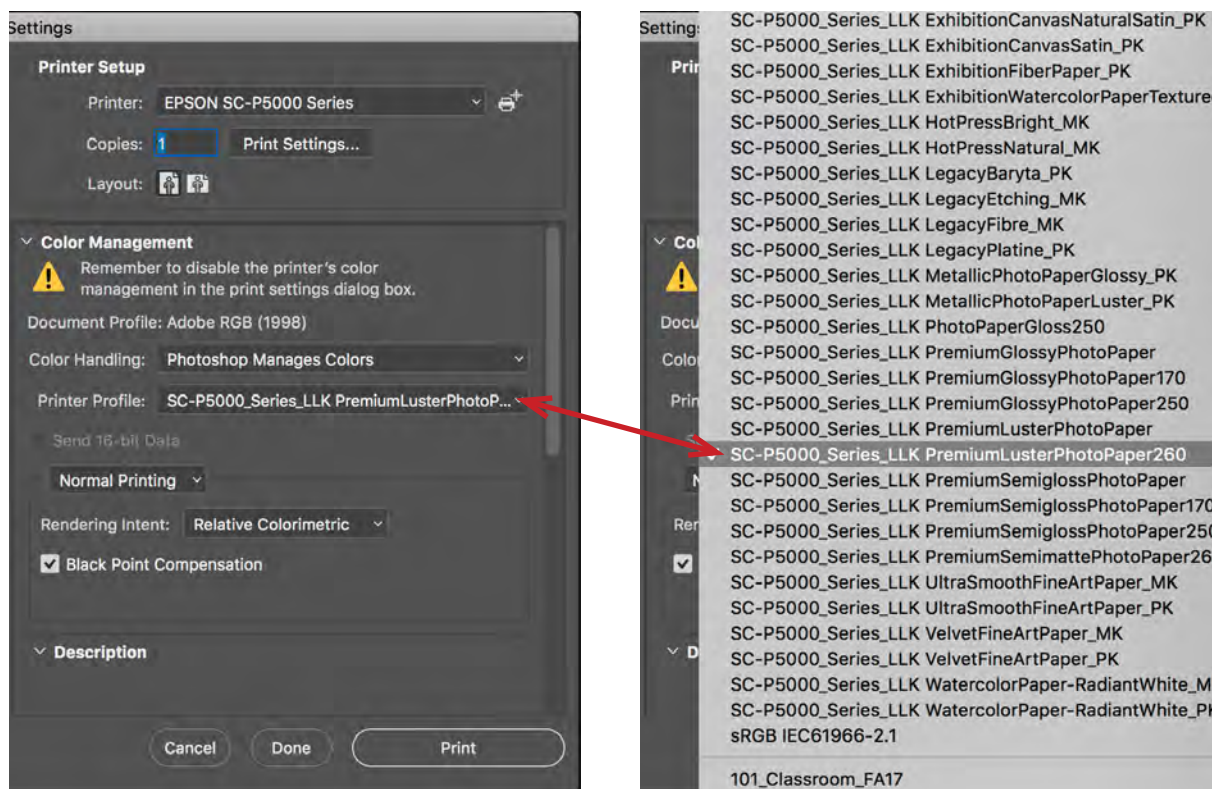 Settings
Printer Setup
Printer: EPSON SC-P5000 Series
Copies: 1 Print Settings...
Layout:
Color Management
Remember to disable the printer's color
management in the print settings dialog box.
Document Profile: Adobe RGB (1998)
Color Handling: Photoshop Manages Colors
Printer Profile: SC-P5000_Series_LLK PremiumLusterPhotoP...
Send 16-bit Data
Normal Printing
Rendering Intent: Relative Colorimetric
Black Point Compensation
Description
Cancel Done Print
Setting
Prin
Col
Docu
Color
Prin
N
Ren
D
SC-P5000_Series_LLK ExhibitionCanvasNaturalSatin_PK
SC-P5000_Series_LLK ExhibitionCanvasSatin_PK
SC-P5000_Series_LLK ExhibitionFiberPaper_PK
SC-P5000_Series_LLK ExhibitionWatercolorPaperTexture
SC-P5000_Series_LLK HotPressBright_MK
SC-P5000_Series_LLK HotPressNatural_MK
SC-P5000_Series_LLK LegacyBaryta_PK
SC-P5000_Series_LLK LegacyEtching_MK
SC-P5000_Series_LLK LegacyFibre_MK
SC-P5000_Series_LLK LegacyPlatine_PK
SC-P5000_Series_LLK MetallicPhotoPaperGlossy_PK
SC-P5000_Series_LLK MetallicPhotoPaperLuster_PK
SC-P5000_Series_LLK PhotoPaperGloss250
SC-P5000_Series_LLK PremiumGlossyPhotoPaper
SC-P5000_Series_LLK PremiumGlossyPhotoPaper170
SC-P5000_Series_LLK PremiumGlossyPhotoPaper250
SC-P5000_Series_LLK PremiumLusterPhotoPaper
SC-P5000_Series_LLK PremiumLusterPhotoPaper260
SC-P5000_Series_LLK PremiumSemiglossPhotoPaper
SC-P5000_Series_LLK PremiumSemiglossPhotoPaper170
SC-P5000_Series_LLK PremiumSemiglossPhotoPaper250
SC-P5000_Series_LLK PremiumSemimattePhotoPaper26
SC-P5000_Series_LLK UltraSmoothFineArtPaper_MK
SC-P5000_Series_LLK UltraSmoothFineArtPaper_PK
SC-P5000_Series_LLK VelvetFineArtPaper_MK
SC-P5000_Series_LLK VelvetFineArtPaper_PK
SC-P5000_Series_LLK WatercolorPaper-RadiantWhite_M
SC-P5000_Series_LLK WatercolorPaper-RadiantWhite_PK
sRGB IEC61966-2.1
101_Classroom_FA17